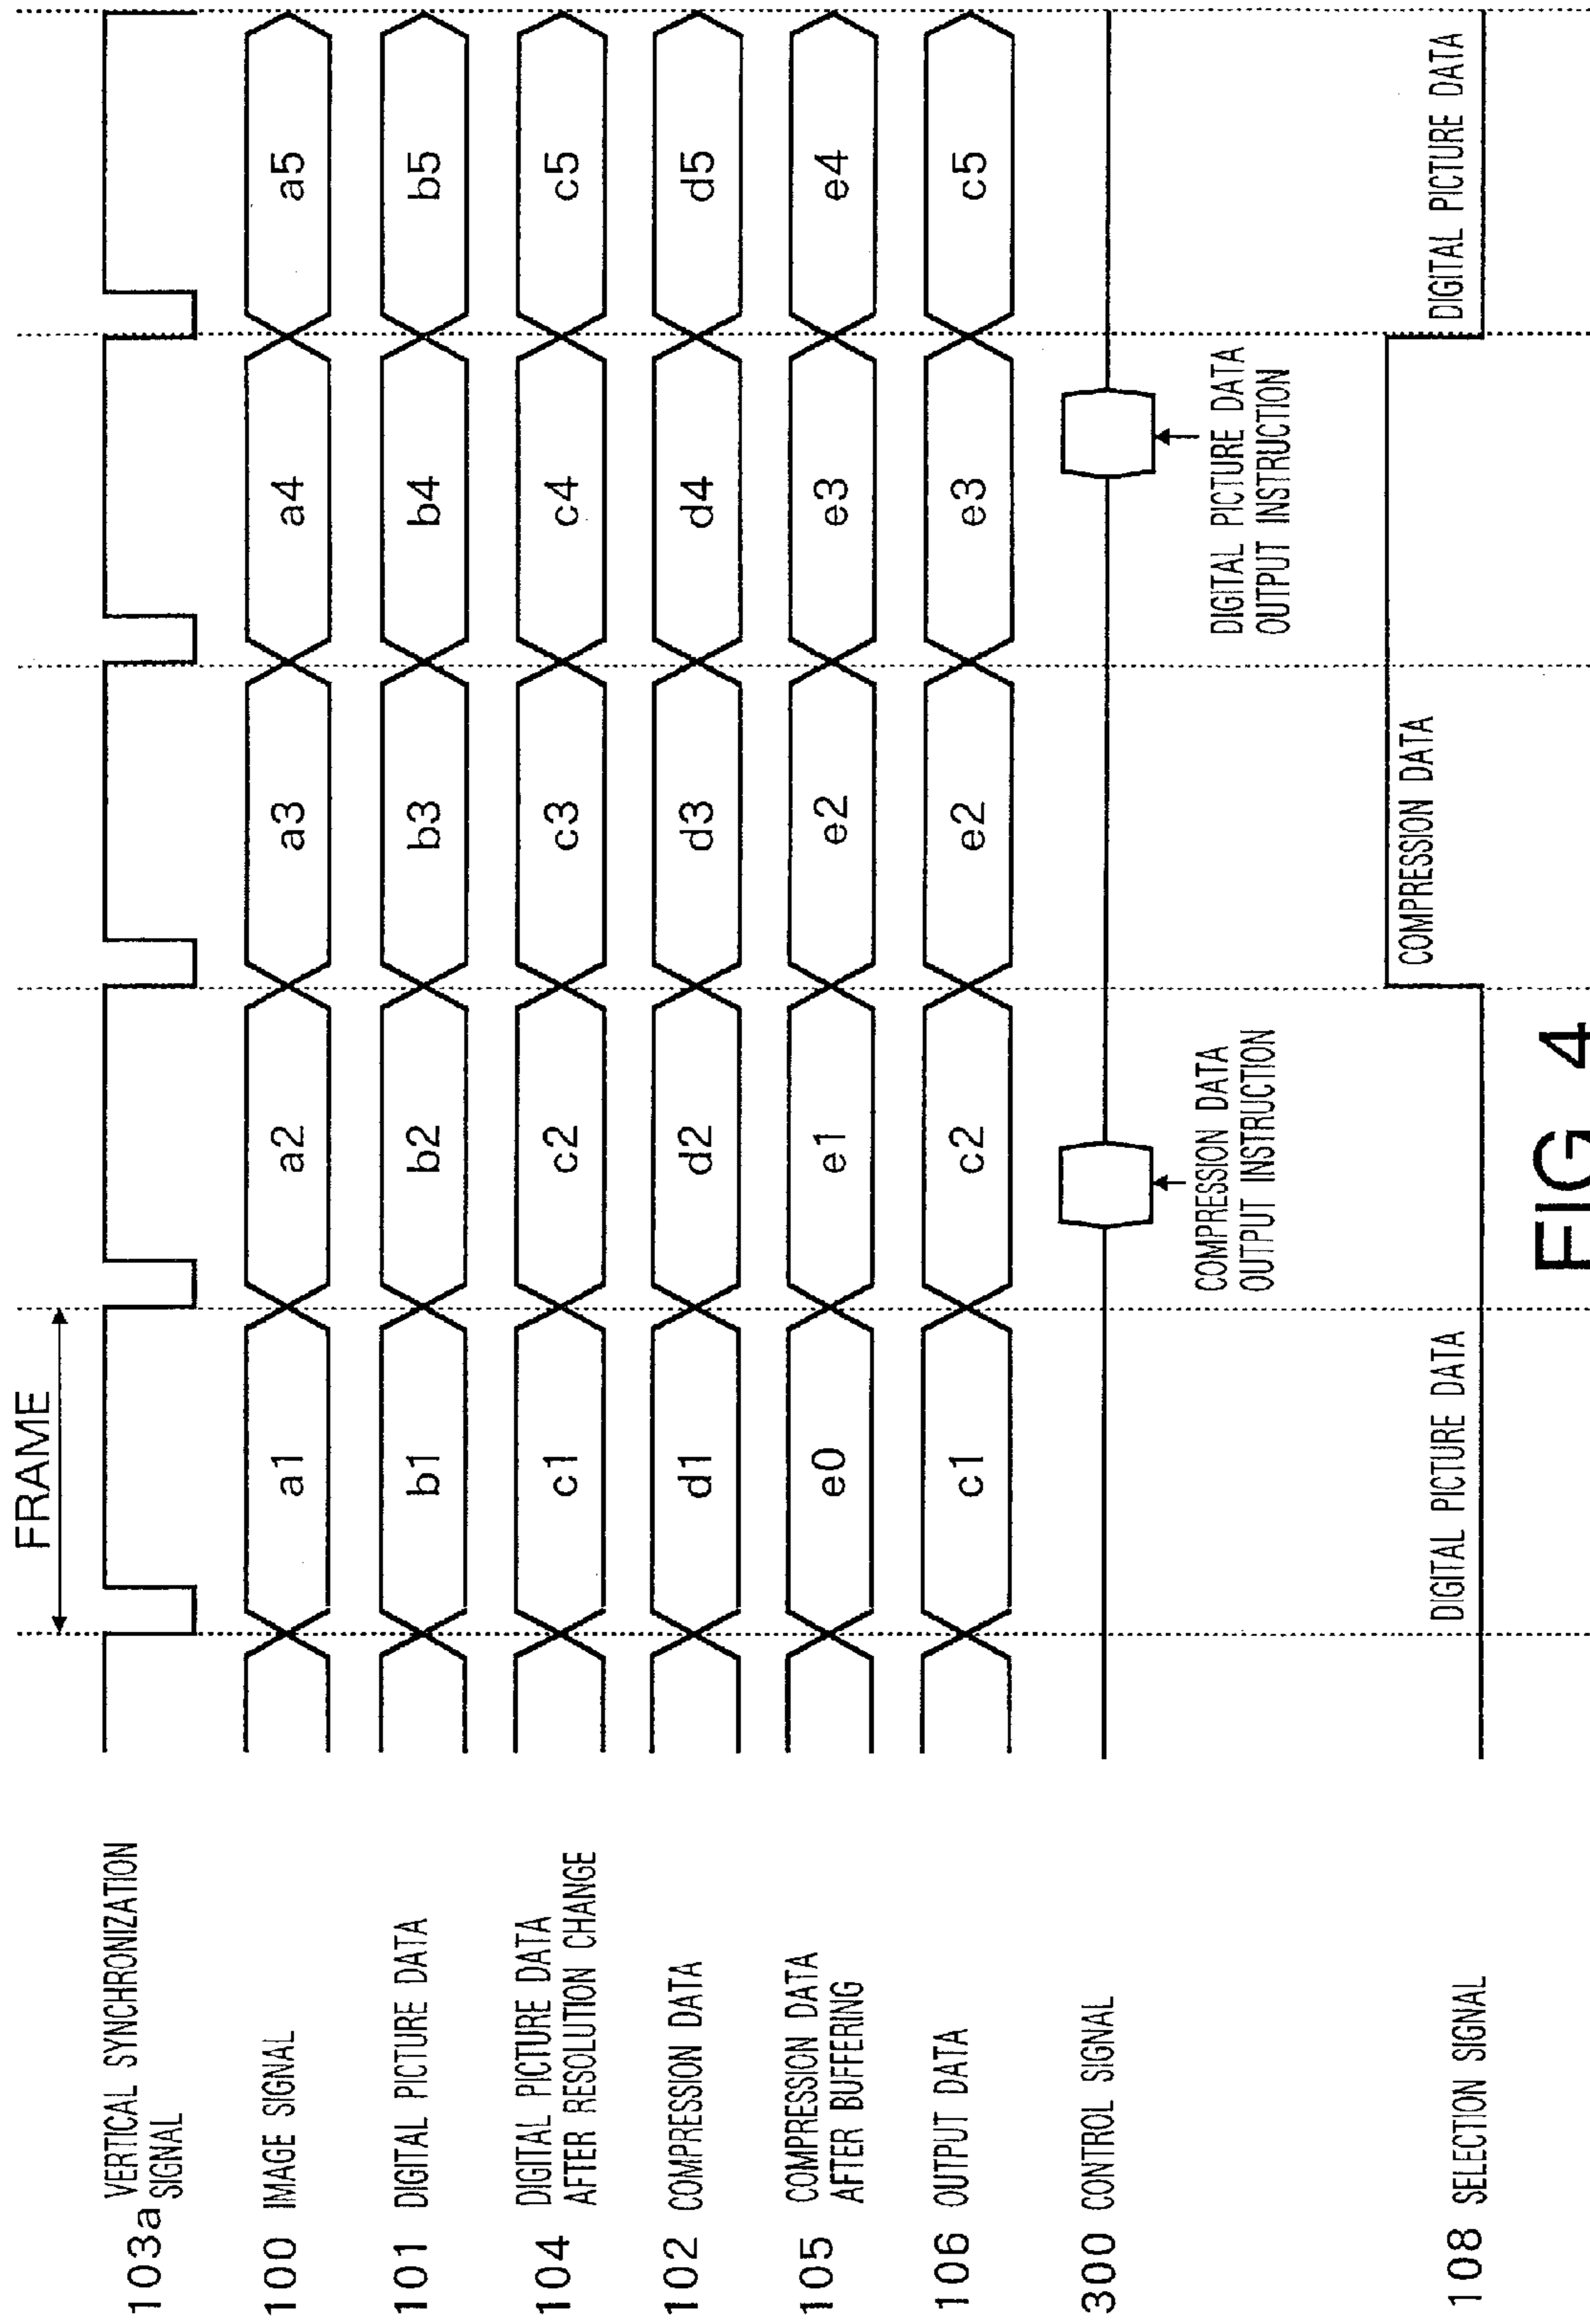 FRAME
103a VERTICAL SYNCHRONIZATION
SIGNAL
100 IMAGE SIGNAL
a1 a2 a3 a4 a5
101 DIGITAL PICTURE DATA
b1 b2 b3 b4 b5
104 DIGITAL PICTURE DATA
AFTER RESOLUTION CHANGE
c1 c2 c3 c4 c5
102 COMPRESSION DATA
d1 d2 d3 d4 d5
105 COMPRESSION DATA
AFTER BUFFERING
e0 e1 e2 e3 e4
106 OUTPUT DATA
c1 c2 e2 e3 c5
300 CONTROL SIGNAL
COMPRESSION DATA
OUTPUT INSTRUCTION
DIGITAL PICTURE DATA
OUTPUT INSTRUCTION
108 SELECTION SIGNAL
DIGITAL PICTURE DATA
COMPRESSION DATA
DIGITAL PICTURE DATA
FIG 4